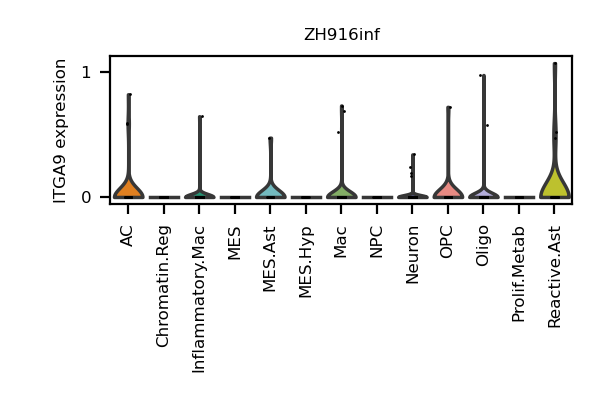 ZH916inf
ITGA9 expression
1
0
AC
Chromatin.Reg
Inflammatory.Mac
MES
MES.Ast
MES.Hyp
Mac
NPC
Neuron
OPC
Oligo
Prolif.Metab
Reactive.Ast